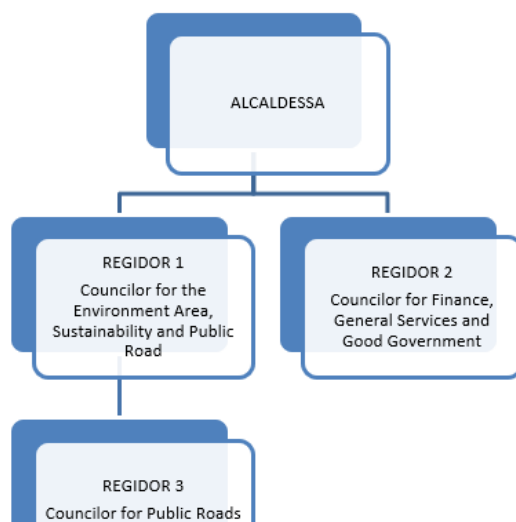 ALCALDESSA
REGIDOR 1
Councilor for the
Environment Area,
Sustainability and Public
Road
REGIDOR 2
Councilor for Finance,
General Services and
Good Government
REGIDOR 3
Councilor for Public Roads